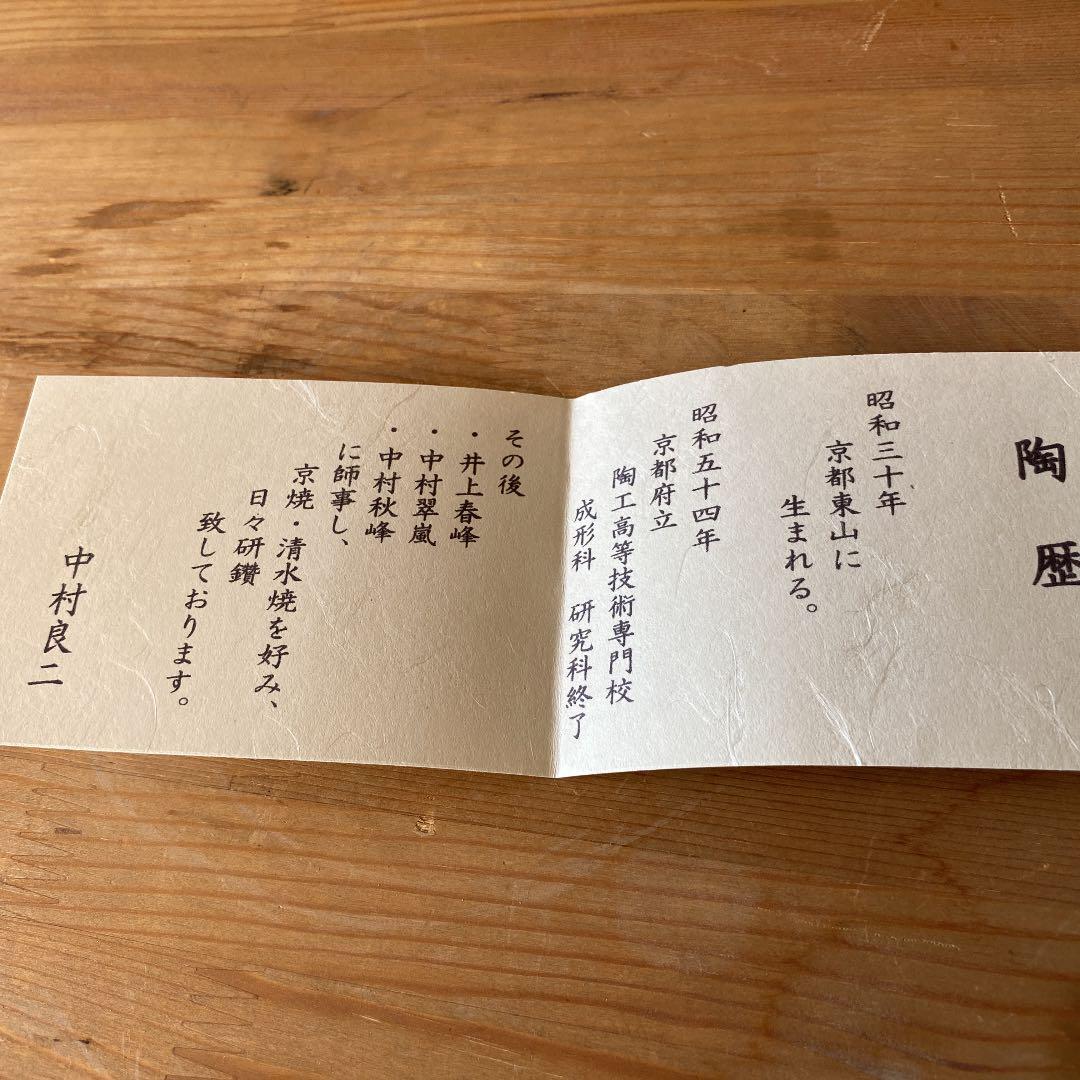 陶歴
昭和三十年
京都東山に
生まれる。
昭和五十四年
京都府立
陶工高等技術専門校
成形科 研究科終了
その後
・井上春峰
・中村翠嵐
・中村秋峰
に師事し、
京焼・清水焼を好み、
日々研鑽
致しております。
中村良二